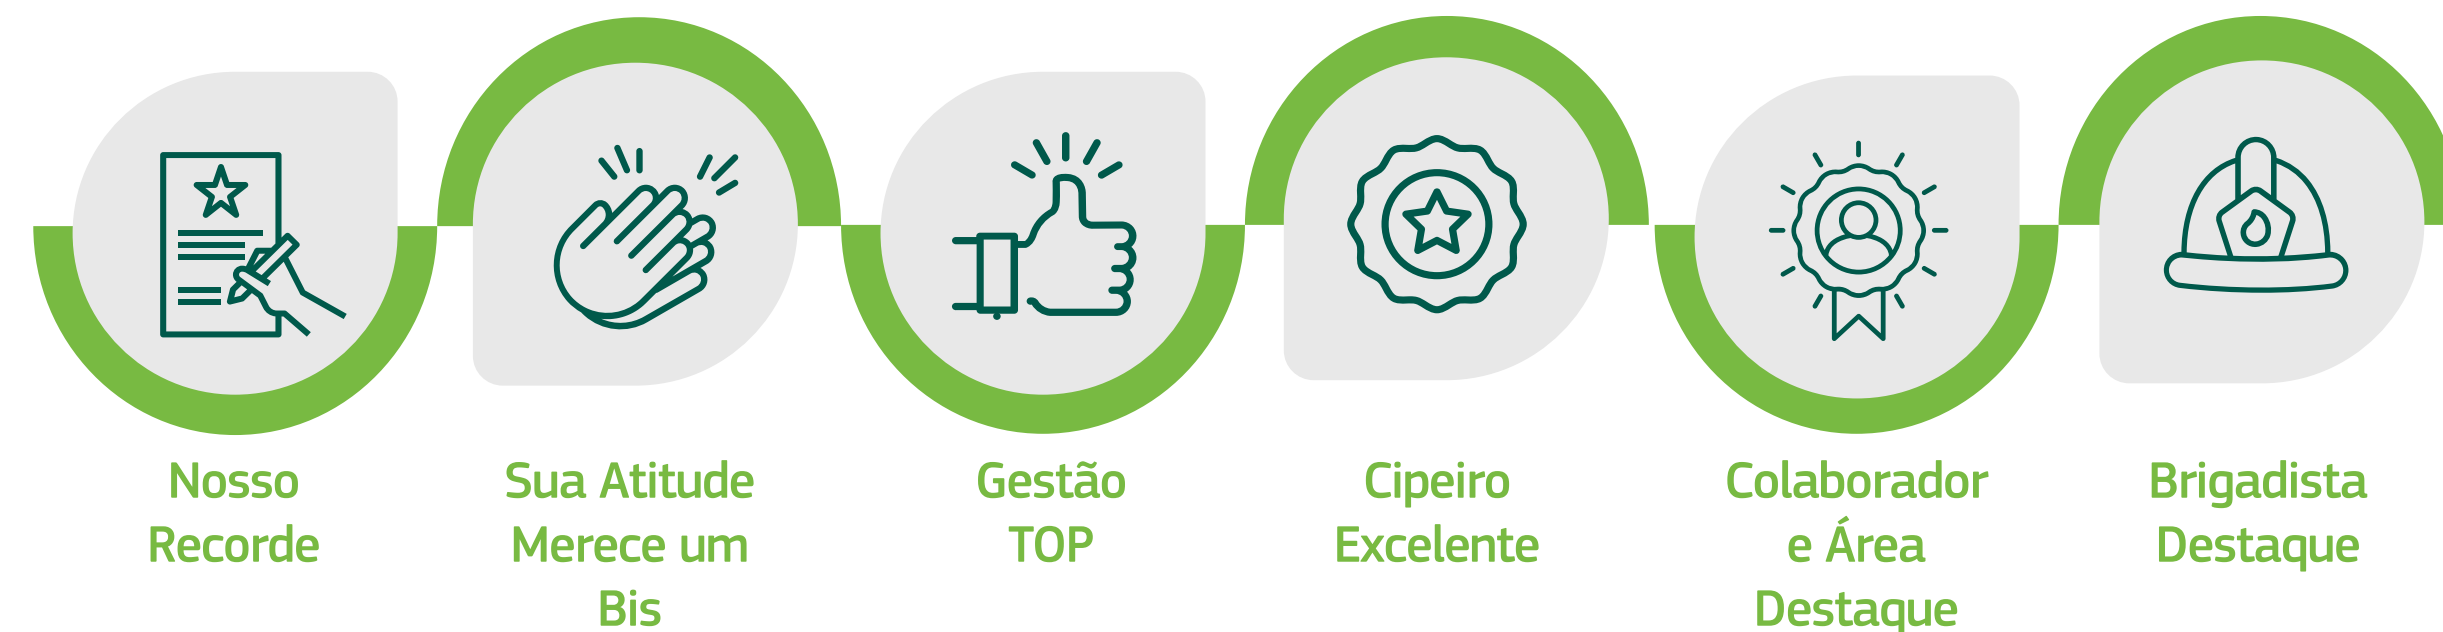 Nosso
Recorde
Sua Atitude
Merece um
Bis
Gestão
TOP
Cipeiro
Excelente
Colaborador
e Área
Destaque
Brigadista
Destaque